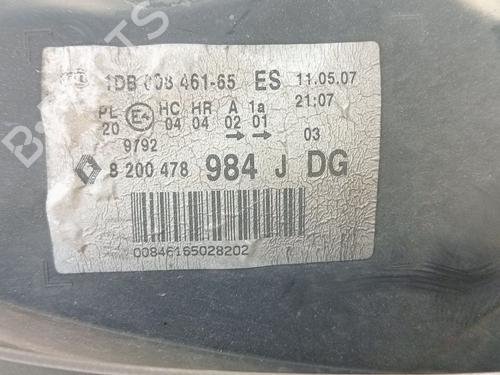 1DB 008 461-65 ES 11.05.07
PL E4 HC HR A 1a 21:07
20 04 04 02 01 03
9792
8 200 478 984 J DG
00846165028202